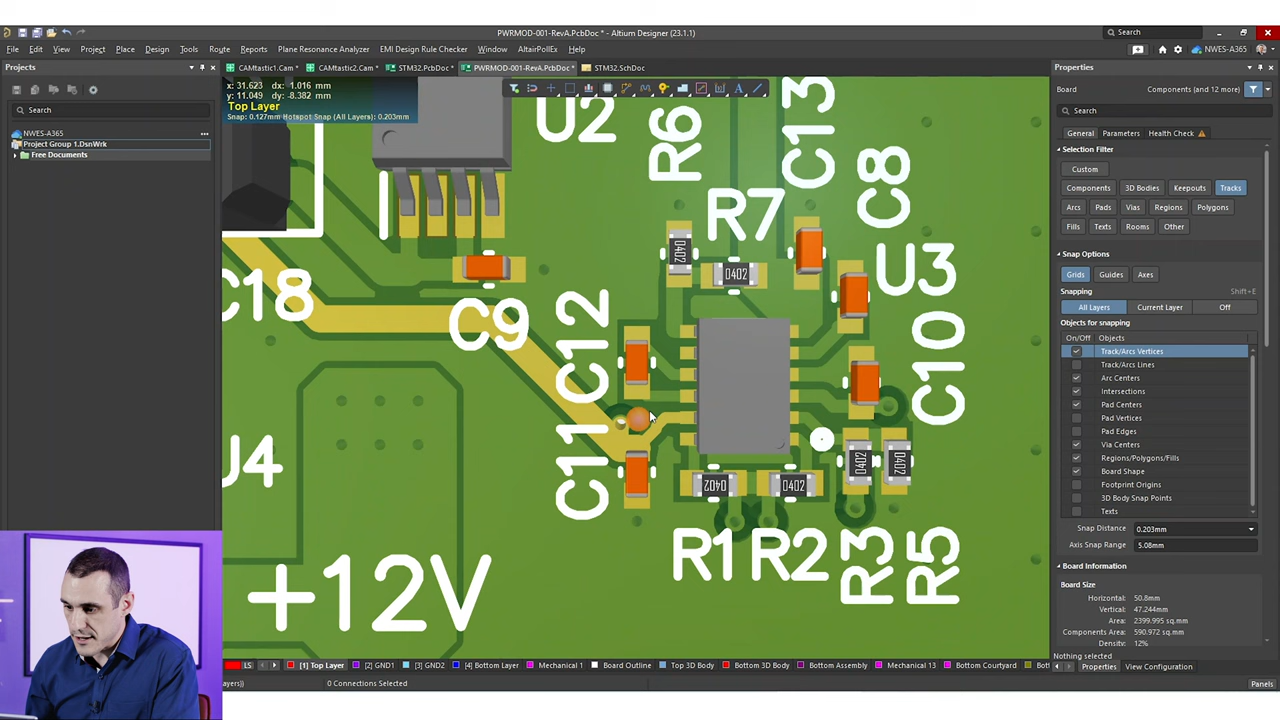 PWRMOD-001-RevA.PcbDoc * - Altium Designer (23.1.1)
Search
File Edit View Project Place Design Tools Route Reports Plane Resonance Analyzer EMI Design Rule Checker Window AltairPollEx Help
NWES-A365
Projects
CAMtastic1.Cam * CAMtastic2.Cam * STM32.PcbDoc * PWRMOD-001-RevA.PcbDoc * STM32.SchDoc
Properties
x: 31.623 dx: 1.016 mm
y: 11.049 dy: -8.382 mm
Top Layer
Snap: 0.127mm Hotspot Snap (All Layers): 0.203mm
Board Components (and 12 more)
Search
Search
NWES-A365
Project Group 1.DsnWrk
Free Documents
General Parameters Health Check
Selection Filter
Custom
Components 3D Bodies Keepouts Tracks
Arcs Pads Vias Regions Polygons
Fills Texts Rooms Other
Snap Options
Grids Guides Axes
Snapping Shift+E
All Layers Current Layer Off
Objects for snapping
On/Off Objects
Track/Arcs Vertices
Track/Arcs Lines
Arc Centers
Intersections
Pad Centers
Pad Vertices
Pad Edges
Via Centers
Regions/Polygons/Fills
Board Shape
Footprint Origins
3D Body Snap Points
Texts
Snap Distance 0.203mm
Axis Snap Range 5.08mm
Board Information
Board Size
Horizontal: 50.8mm
Vertical: 47.244mm
Area: 2399.995 sq.mm
Components Area: 590.972 sq.mm
Density: 12%
Nothing selected
U2
R6
C13
C8
R7
U3
C18
C9
C12
C10
C11
U4
0402
0402
0402
0402
0402
0402
R1
R2
R3
R5
+12V
LS [1] Top Layer [2] GND1 [3] GND2 [4] Bottom Layer Mechanical 1 Board Outline Top 3D Body Bottom 3D Body Bottom Assembly Mechanical 13 Bottom Courtyard Bot
Properties View Configuration
ayers)) 0 Connections Selected
Panels